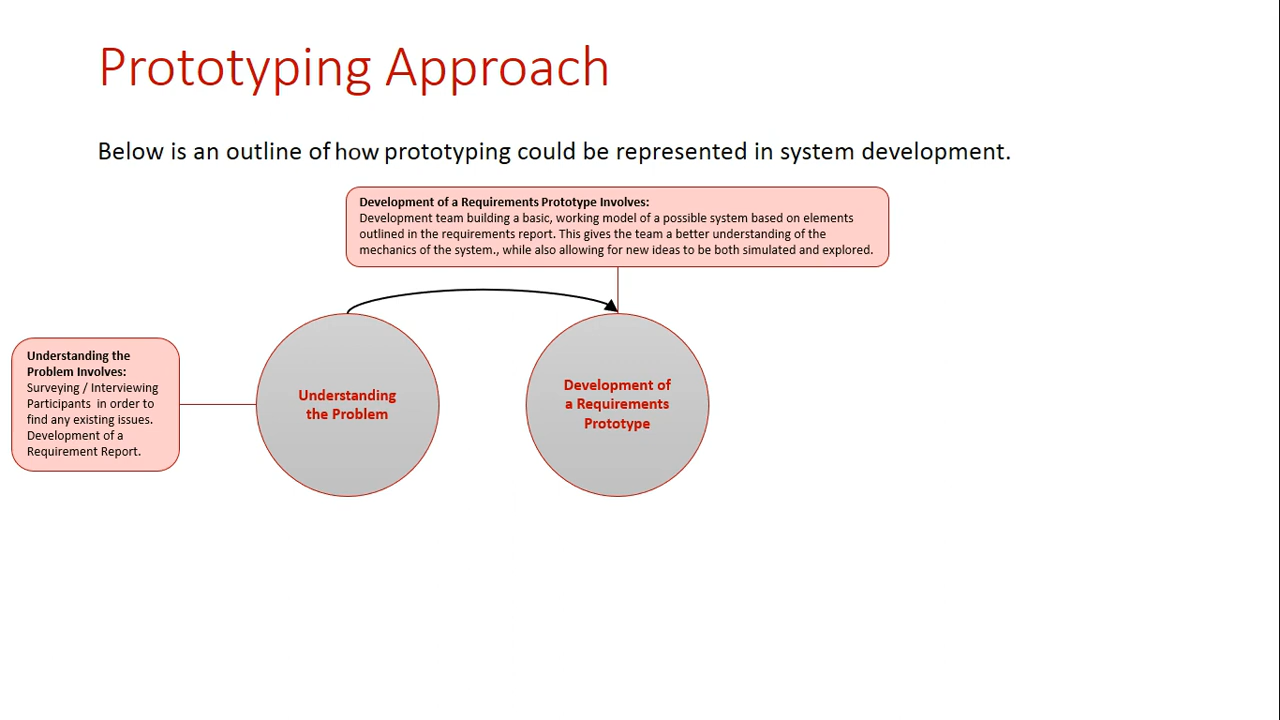 Prototyping Approach
Below is an outline of how prototyping could be represented in system development.
Development of a Requirements Prototype Involves:
Development team building a basic, working model of a possible system based on elements
outlined in the requirements report. This gives the team a better understanding of the
mechanics of the system., while also allowing for new ideas to be both simulated and explored.
Understanding the
Problem Involves:
Surveying / Interviewing
Participants  in order to
find any existing issues.
Development of a
Requirement Report.
Understanding
the Problem
Development of
a Requirements
Prototype